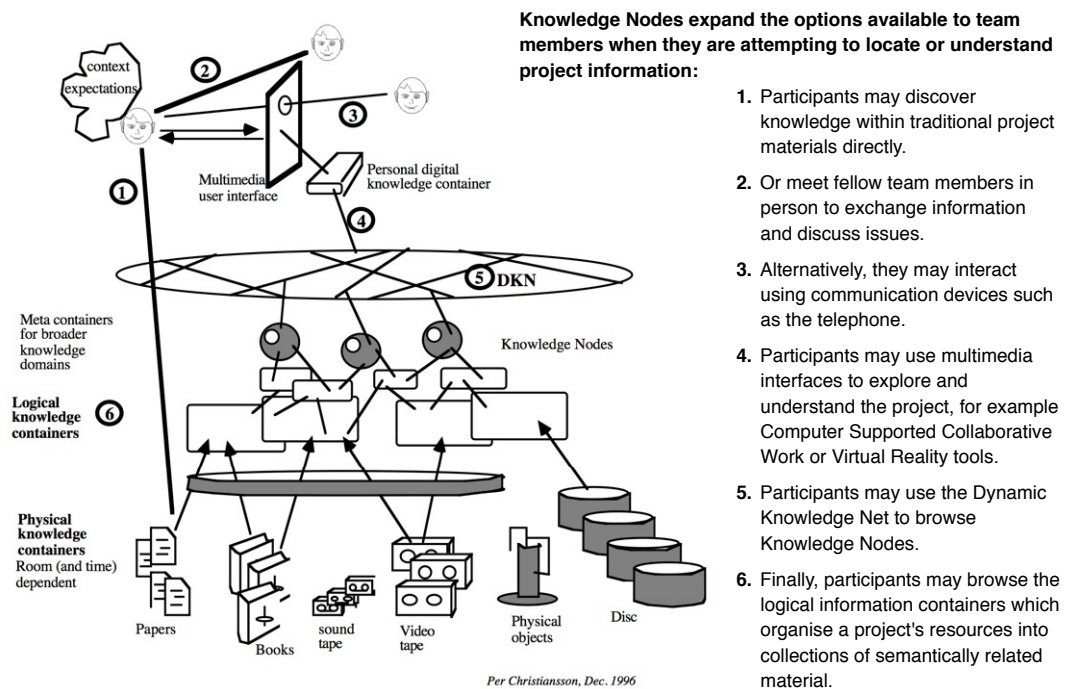 Knowledge Nodes expand the options available to team
members when they are attempting to locate or understand
project information:
1. Participants may discover
knowledge within traditional project
materials directly.
2. Or meet fellow team members in
person to exchange information
and discuss issues.
3. Alternatively, they may interact
using communication devices such
as the telephone.
4. Participants may use multimedia
interfaces to explore and
understand the project, for example
Computer Supported Collaborative
Work or Virtual Reality tools.
5. Participants may use the Dynamic
Knowledge Net to browse
Knowledge Nodes.
6. Finally, participants may browse the
logical information containers which
organise a project's resources into
collections of semantically related
material.
context
expectations
2
3
1
Multimedia
user interface
Personal digital
knowledge container
4
5 DKN
Meta containers
for broader
knowledge
domains
Knowledge Nodes
Logical
knowledge
containers
6
Physical
knowledge
containers
Room (and time)
dependent
Papers
Books
sound
tape
Video
tape
Physical
objects
Disc
Per Christiansson, Dec. 1996